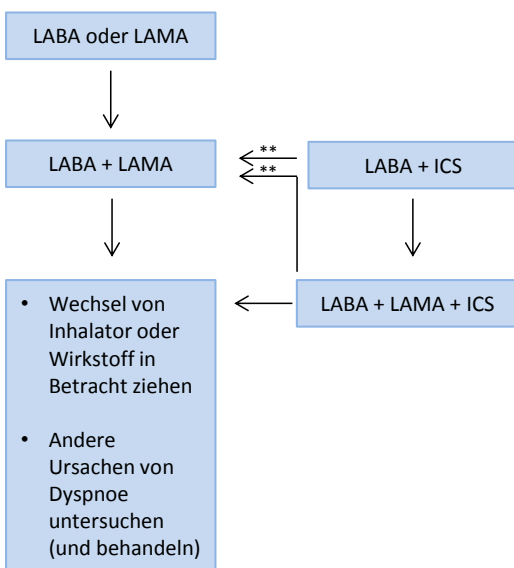 LABA oder LAMA
LABA + LAMA
**
**
LABA + ICS
• Wechsel von
Inhalator oder
Wirkstoff in
Betracht ziehen
• Andere
Ursachen von
Dyspnoe
untersuchen
(und behandeln)
LABA + LAMA + ICS